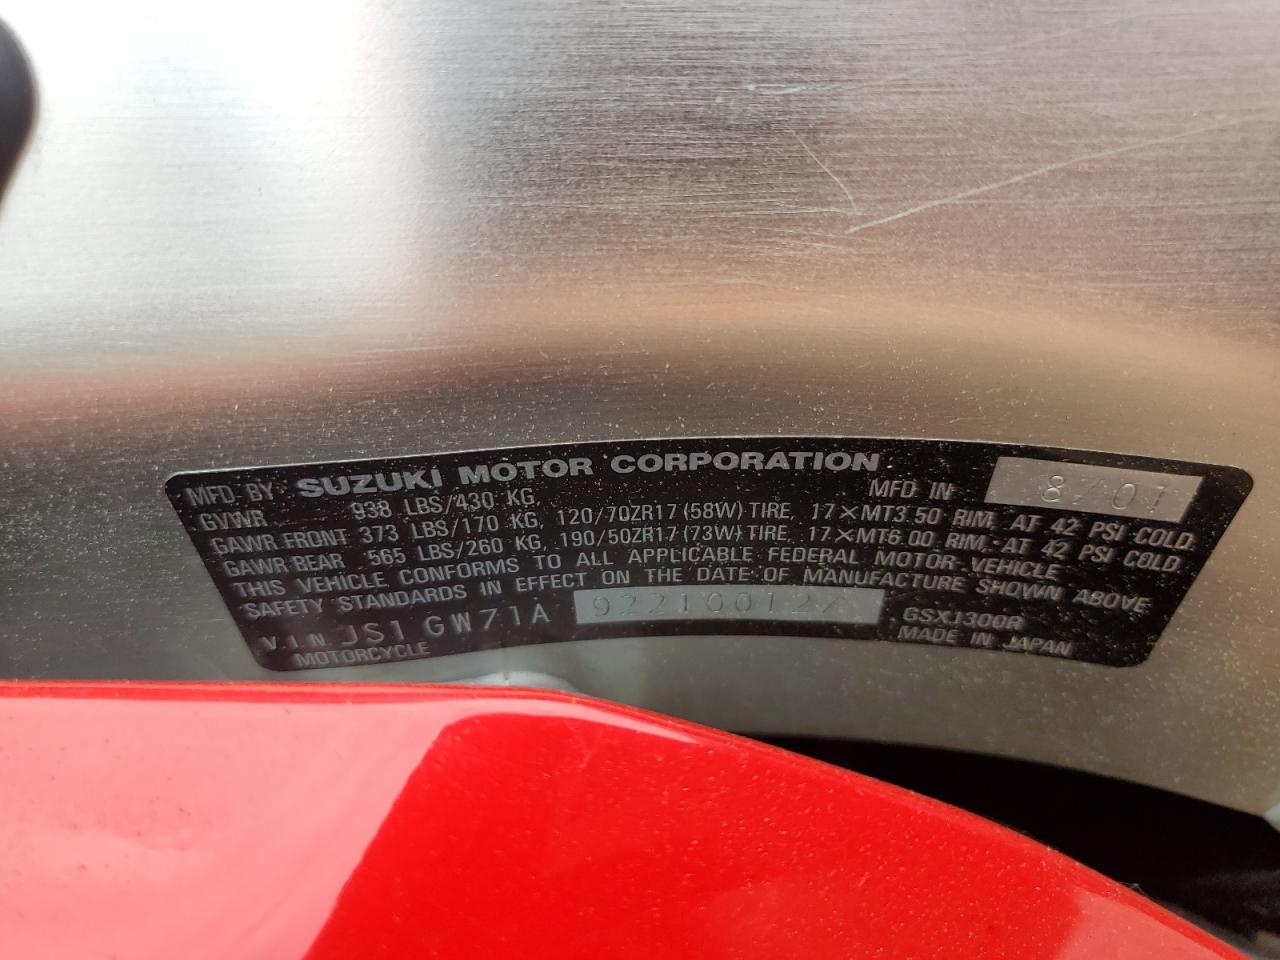 MFD BY SUZUKI MOTOR CORPORATION MFD IN 8/01
GVWR 938 LBS/430 KG
GAWR FRONT 373 LBS/170 KG, 120/70ZR17 (58W) TIRE, 17×MT3.50 RIM, AT 42 PSI COLD.
GAWR REAR 565 LBS/260 KG, 190/50ZR17 (73W) TIRE, 17×MT6.00 RIM, AT 42 PSI COLD
THIS VEHICLE CONFORMS TO ALL APPLICABLE FEDERAL MOTOR VEHICLE
SAFETY STANDARDS IN EFFECT ON THE DATE OF MANUFACTURE SHOWN ABOVE
V.I.N JS1GW71A GSX1300R
MOTORCYCLE MADE IN JAPAN